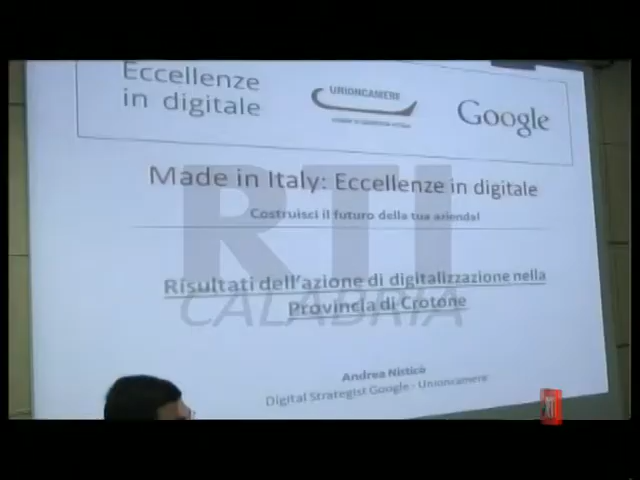 Eccellenze
in digitale
UNIONCAMERE
Google
Made in Italy: Eccellenze in digitale
Costruisci il futuro della tua azienda!
RTI
CALABRIA
Risultati dell'azione di digitalizzazione nella
Provincia di Crotone
Andrea Nisticò
Digital Strategist Google - Unioncamere